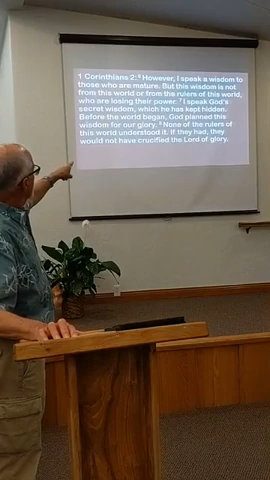 1 Corinthians 2:⁶ However, I speak a wisdom to
those who are mature. But this wisdom is not
from this world or from the rulers of this world,
who are losing their power. ⁷ I speak God's
secret wisdom, which he has kept hidden.
Before the world began, God planned this
wisdom for our glory. ⁸ None of the rulers of
this world understood it. If they had, they
would not have crucified the Lord of glory.